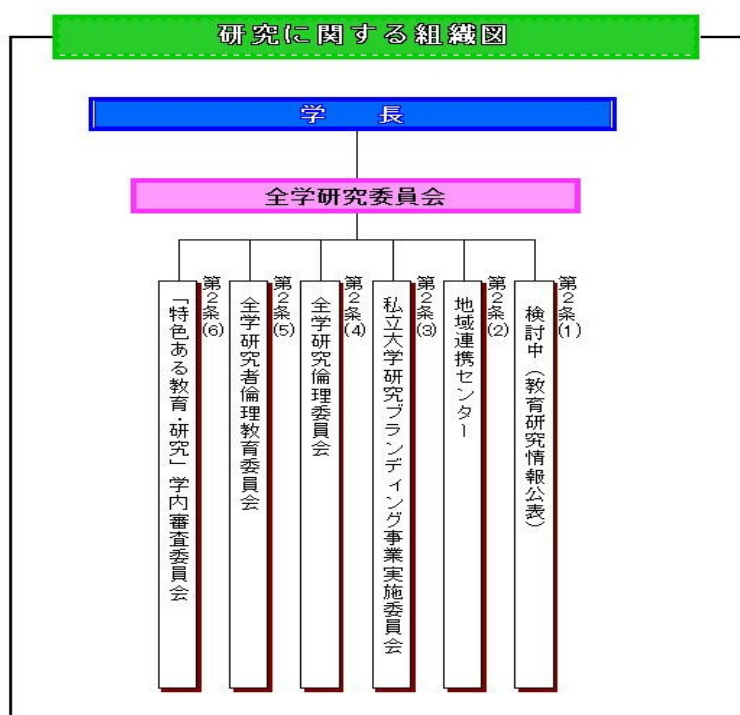 研究に関する組織図
学 長
全学研究委員会
第2条(1)
検討中(教育研究情報公表)
第2条(2)
地域連携センター
第2条(3)
私立大学研究ブランディング事業実施委員会
第2条(4)
全学研究倫理委員会
第2条(5)
全学研究者倫理教育委員会
第2条(6)
「特色ある教育・研究」学内審査委員会